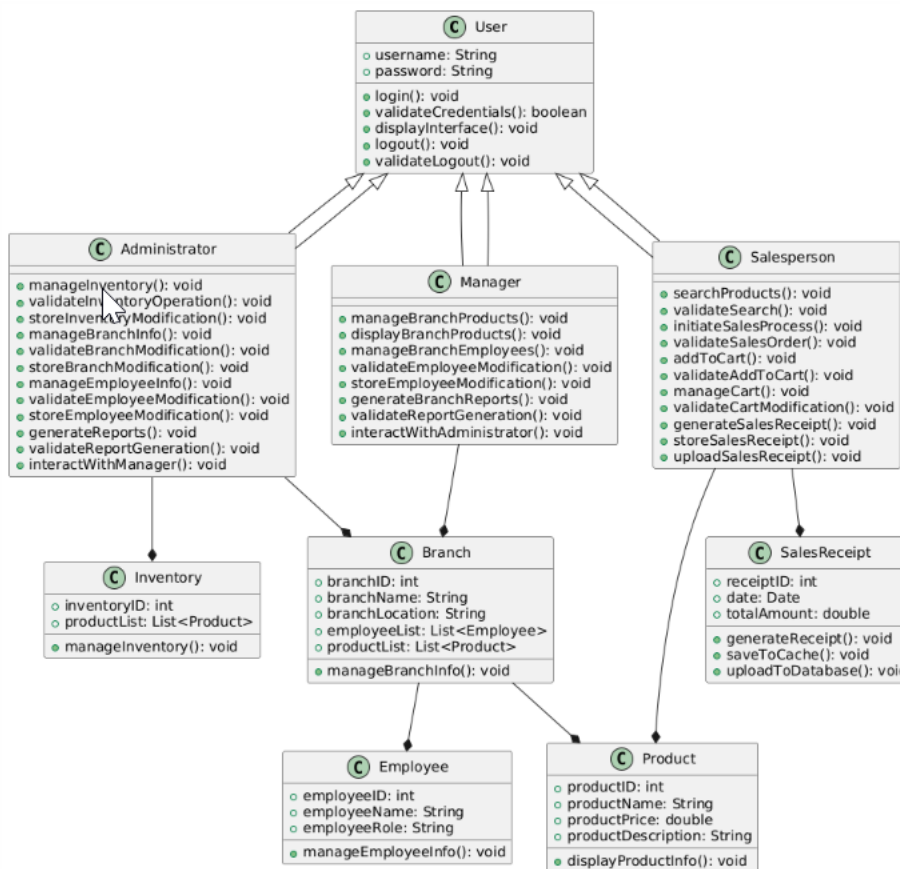 C User
username: String
password: String
login(): void
validateCredentials(): boolean
displayInterface(): void
logout(): void
validateLogout(): void
C Administrator
manageInventory(): void
validateInventoryOperation(): void
storeInventoryModification(): void
manageBranchInfo(): void
validateBranchModification(): void
storeBranchModification(): void
manageEmployeeInfo(): void
validateEmployeeModification(): void
storeEmployeeModification(): void
generateReports(): void
validateReportGeneration(): void
interactWithManager(): void
C Manager
manageBranchProducts(): void
displayBranchProducts(): void
manageBranchEmployees(): void
validateEmployeeModification(): void
storeEmployeeModification(): void
generateBranchReports(): void
validateReportGeneration(): void
interactWithAdministrator(): void
C Salesperson
searchProducts(): void
validateSearch(): void
initiateSalesProcess(): void
validateSalesOrder(): void
addToCart(): void
validateAddToCart(): void
manageCart(): void
validateCartModification(): void
generateSalesReceipt(): void
storeSalesReceipt(): void
uploadSalesReceipt(): void
C Inventory
inventoryID: int
productList: List<Product>
manageInventory(): void
C Branch
branchID: int
branchName: String
branchLocation: String
employeeList: List<Employee>
productList: List<Product>
manageBranchInfo(): void
C SalesReceipt
receiptID: int
date: Date
totalAmount: double
generateReceipt(): void
saveToCache(): void
uploadToDatabase(): void
C Employee
employeeID: int
employeeName: String
employeeRole: String
manageEmployeeInfo(): void
C Product
productID: int
productName: String
productPrice: double
productDescription: String
displayProductInfo(): void